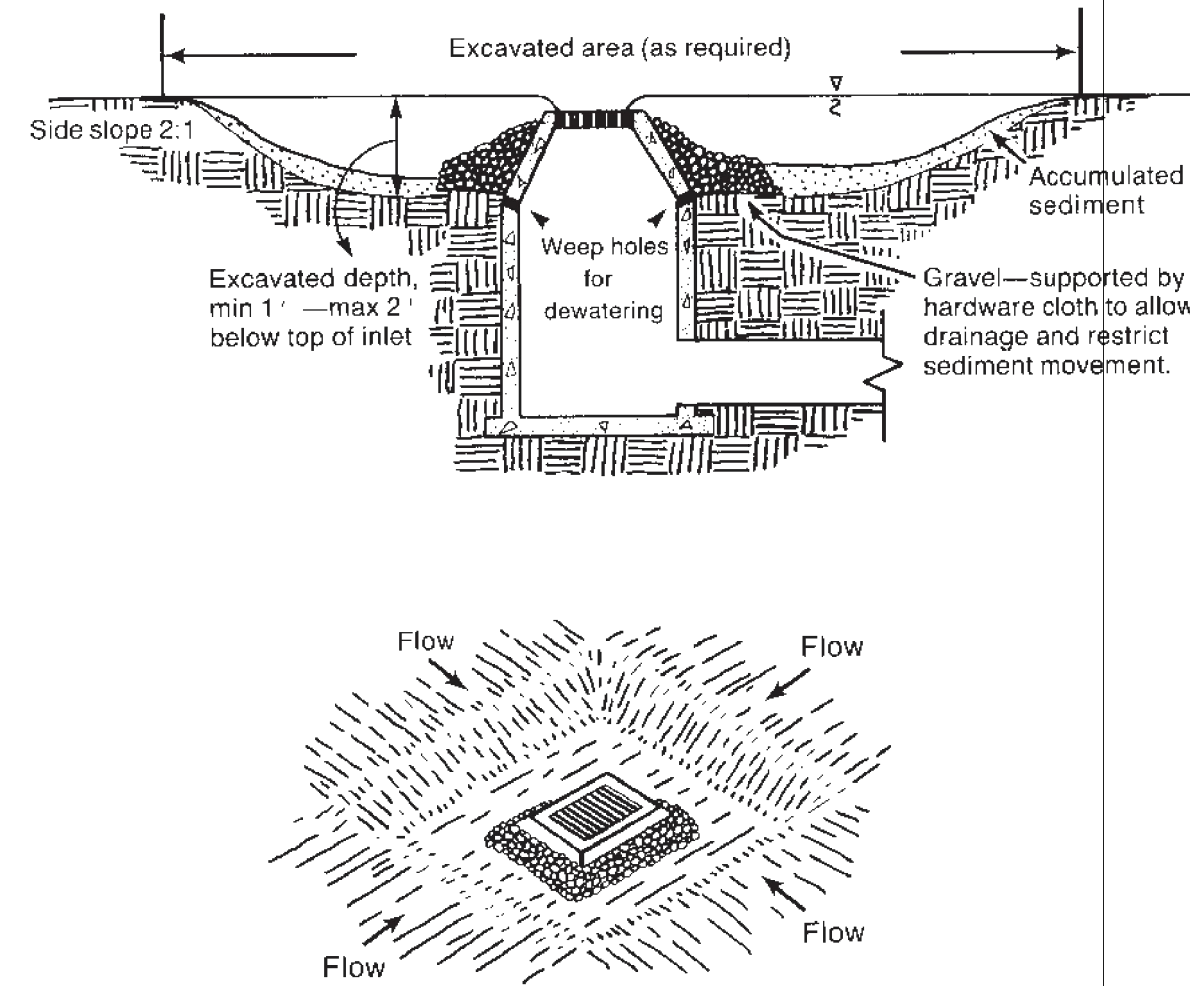 Excavated area (as required)
Side slope 2:1
Accumulated
sediment
Excavated depth,
min 1' —max 2'
below top of inlet
Weep holes
for
dewatering
Gravel—supported by
hardware cloth to allow
drainage and restrict
sediment movement.
Flow
Flow
Flow
Flow